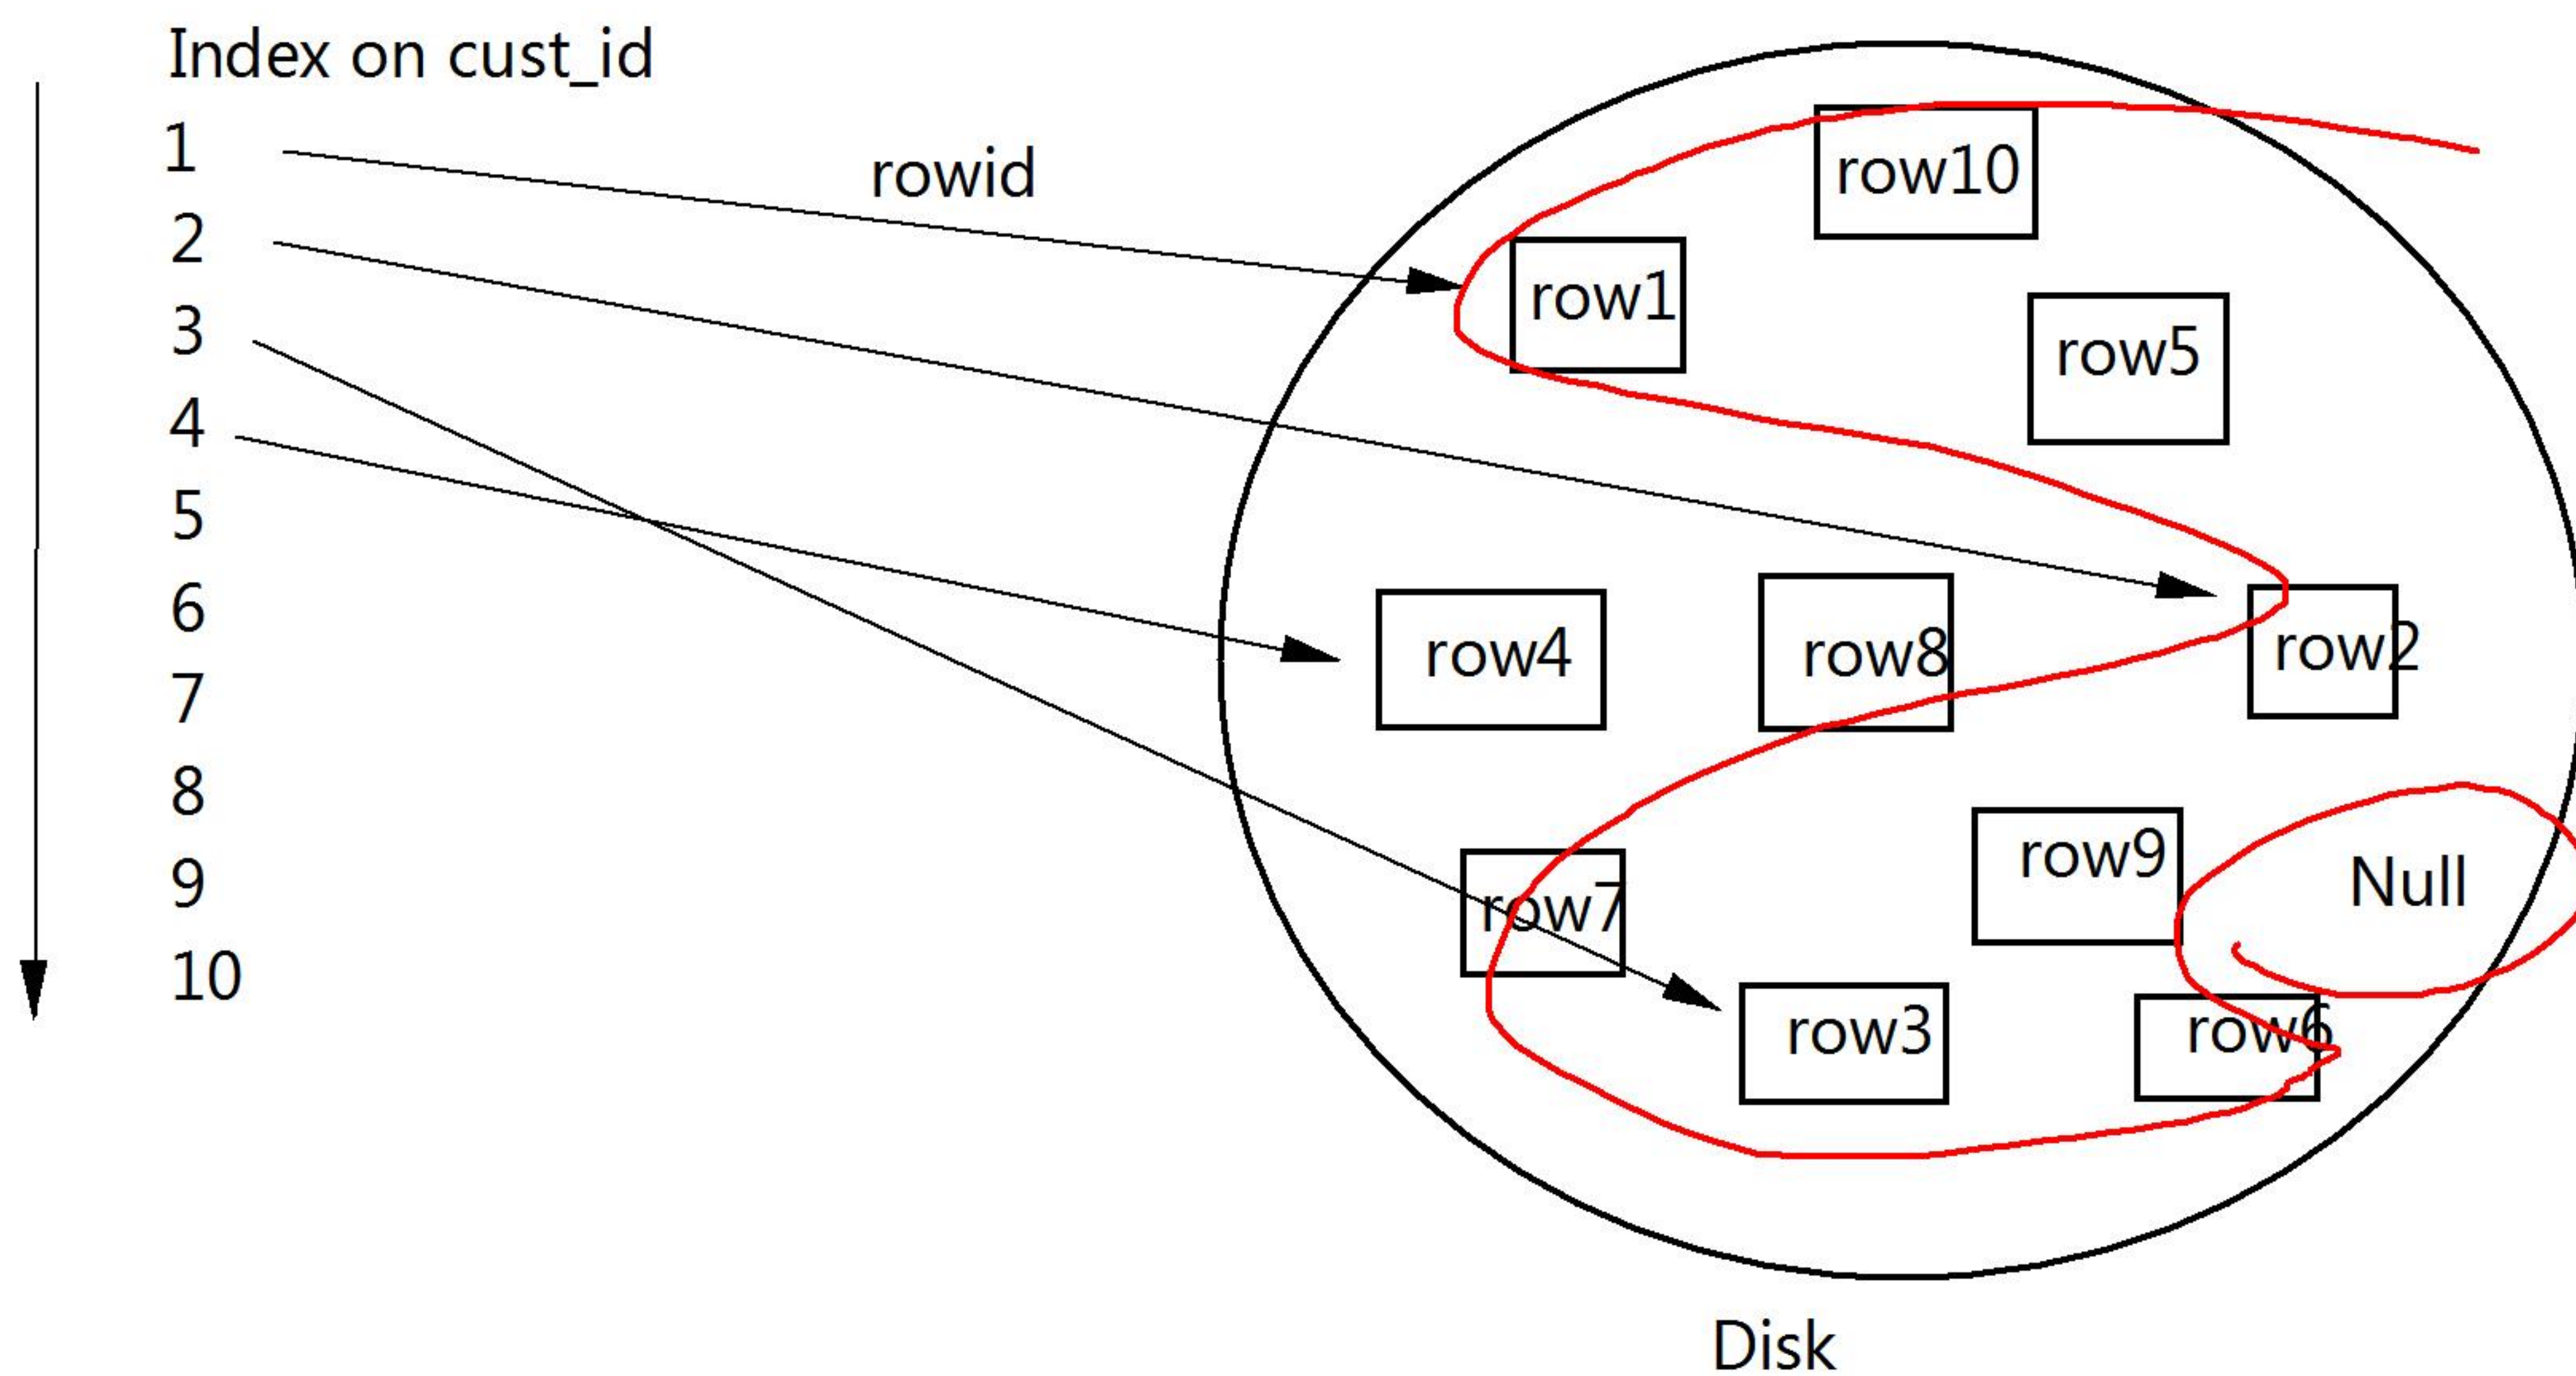 Index on cust_id
1
2
3
4
5
6
7
8
9
10
rowid
row10
row1
row5
row4
row8
row2
row9
Null
row7
row3
row6
Disk